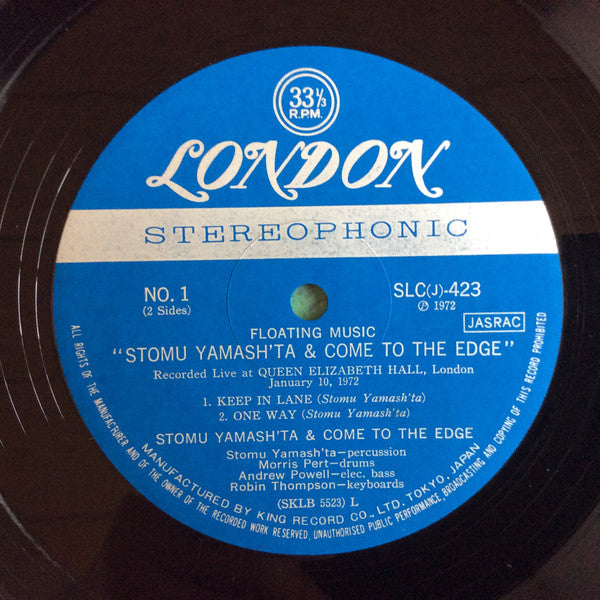 33 1/3
R.P.M.
LONDON
STEREOPHONIC
NO. 1
(2 Sides)
SLC(J)-423
Ⓟ 1972
JASRAC
FLOATING MUSIC
"STOMU YAMASH'TA & COME TO THE EDGE"
Recorded Live at QUEEN ELIZABETH HALL, London
January 10, 1972
1. KEEP IN LANE (Stomu Yamash'ta)
2. ONE WAY (Stomu Yamash'ta)
STOMU YAMASH'TA & COME TO THE EDGE
Stomu Yamash'ta—percussion
Morris Pert—drums
Andrew Powell—elec. bass
Robin Thompson—keyboards
(SKLB 5523) L
MANUFACTURED BY KING RECORD CO., LTD. TOKYO, JAPAN
ALL RIGHTS OF THE MANUFACTURER AND OF THE OWNER OF THE RECORDED WORK RESERVED, UNAUTHORISED PUBLIC PERFORMANCE, BROADCASTING AND COPYING OF THIS RECORD PROHIBITED